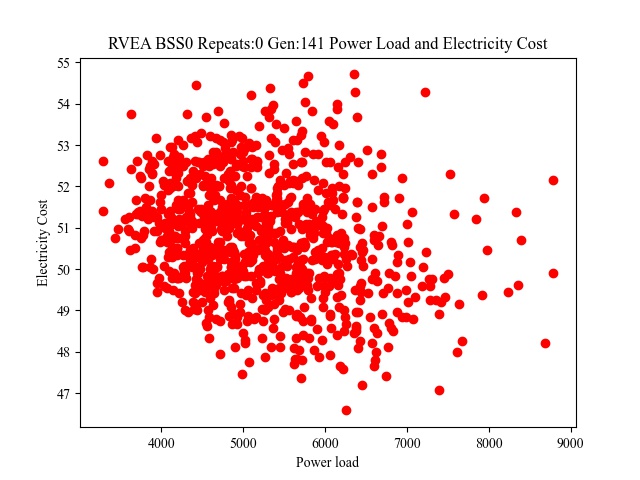 RVEA BSS0 Repeats:0 Gen:141 Power Load and Electricity Cost
55
54
53
52
51
50
49
48
47
Electricity Cost
4000 5000 6000 7000 8000 9000
Power load